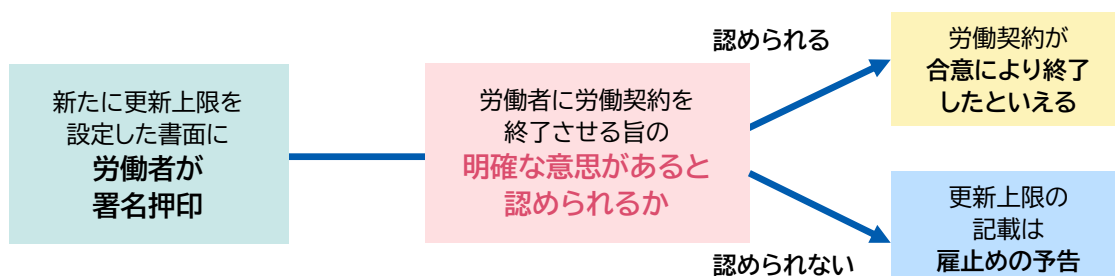 新たに更新上限を
設定した書面に
労働者が
署名押印
労働者に労働契約を
終了させる旨の
明確な意思があると
認められるか
認められる
労働契約が
合意により終了
したといえる
認められない
更新上限の
記載は
雇止めの予告